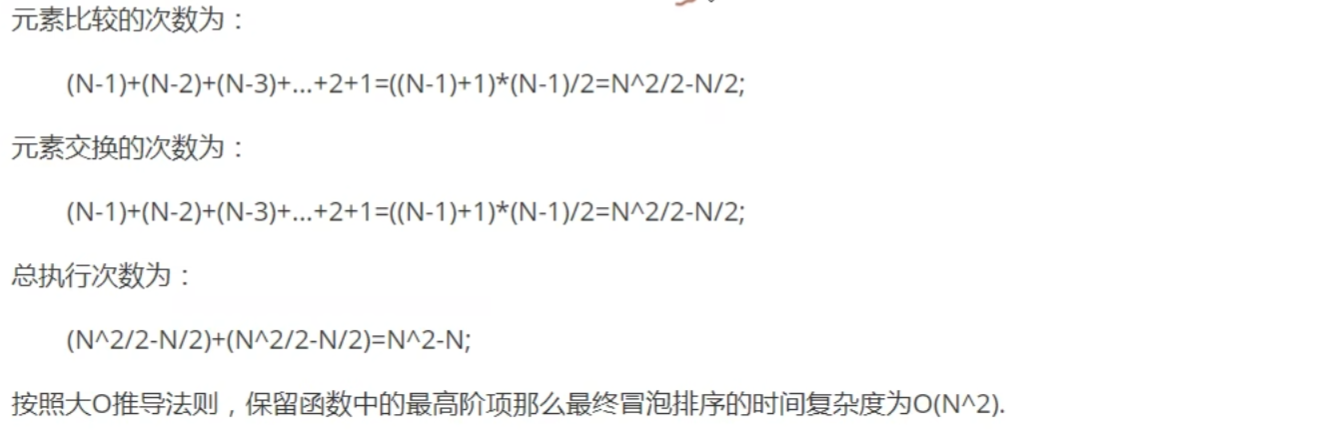 元素比较的次数为：
(N-1)+(N-2)+(N-3)+...+2+1=((N-1)+1)*(N-1)/2=N^2/2-N/2;
元素交换的次数为：
(N-1)+(N-2)+(N-3)+...+2+1=((N-1)+1)*(N-1)/2=N^2/2-N/2;
总执行次数为：
(N^2/2-N/2)+(N^2/2-N/2)=N^2-N;
按照大O推导法则，保留函数中的最高阶项那么最终冒泡排序的时间复杂度为O(N^2).